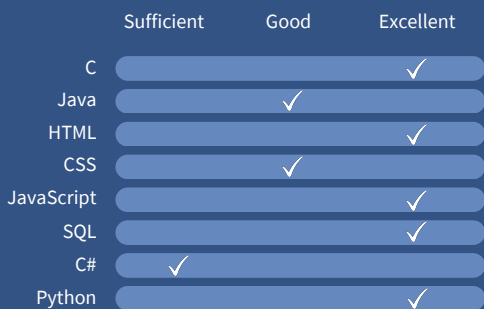 Sufficient Good Excellent
C
Java
HTML
CSS
JavaScript
SQL
C#
Python